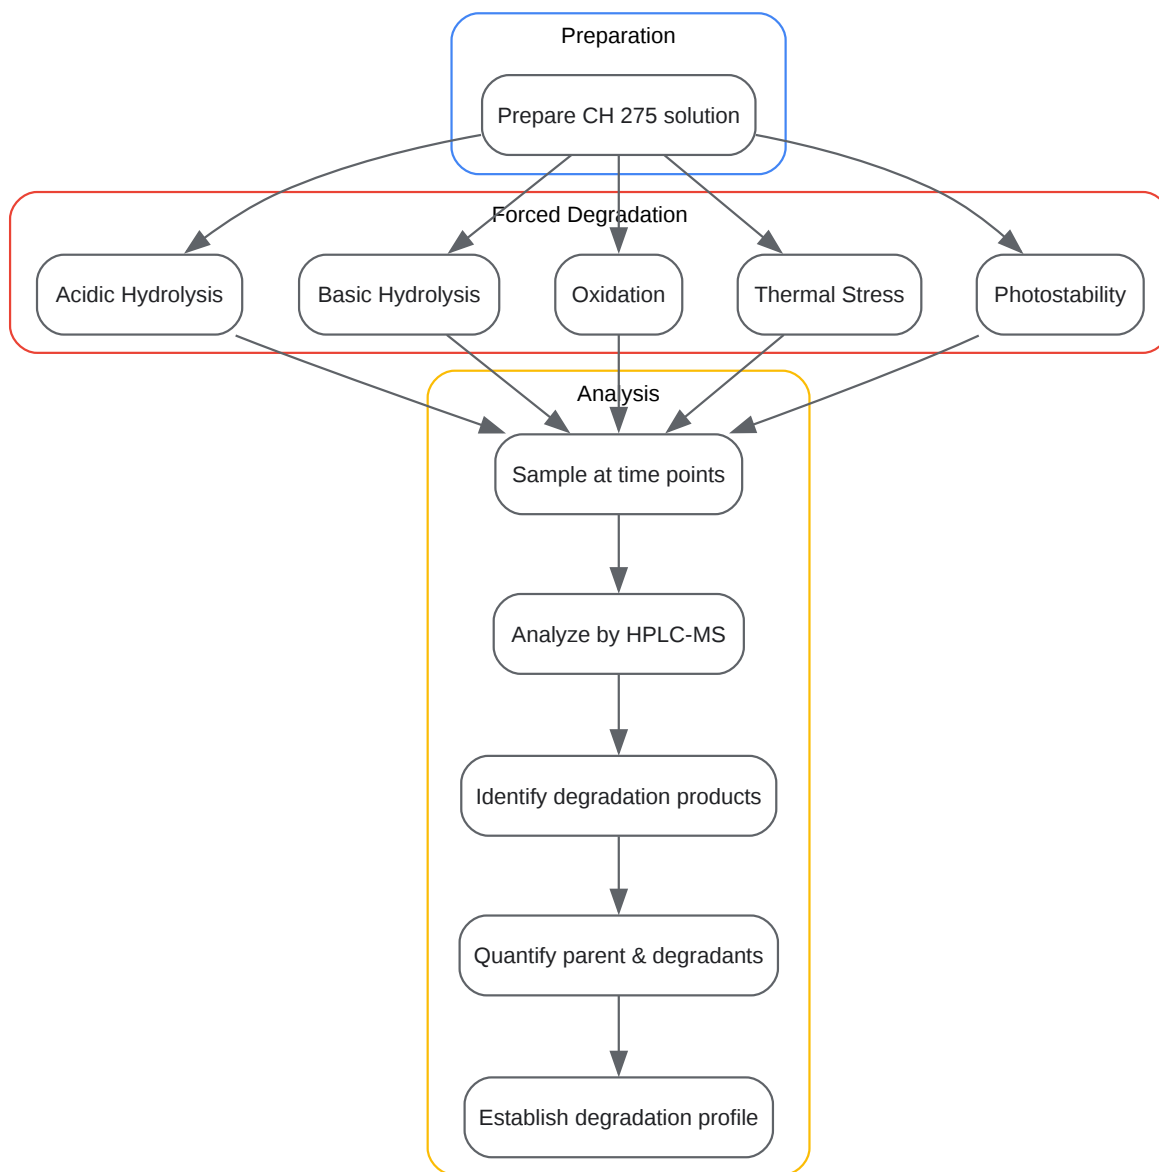 Preparation
Prepare CH 275 solution
Forced Degradation
Acidic Hydrolysis
Basic Hydrolysis
Oxidation
Thermal Stress
Photostability
Analysis
Sample at time points
Analyze by HPLC-MS
Identify degradation products
Quantify parent & degradants
Establish degradation profile